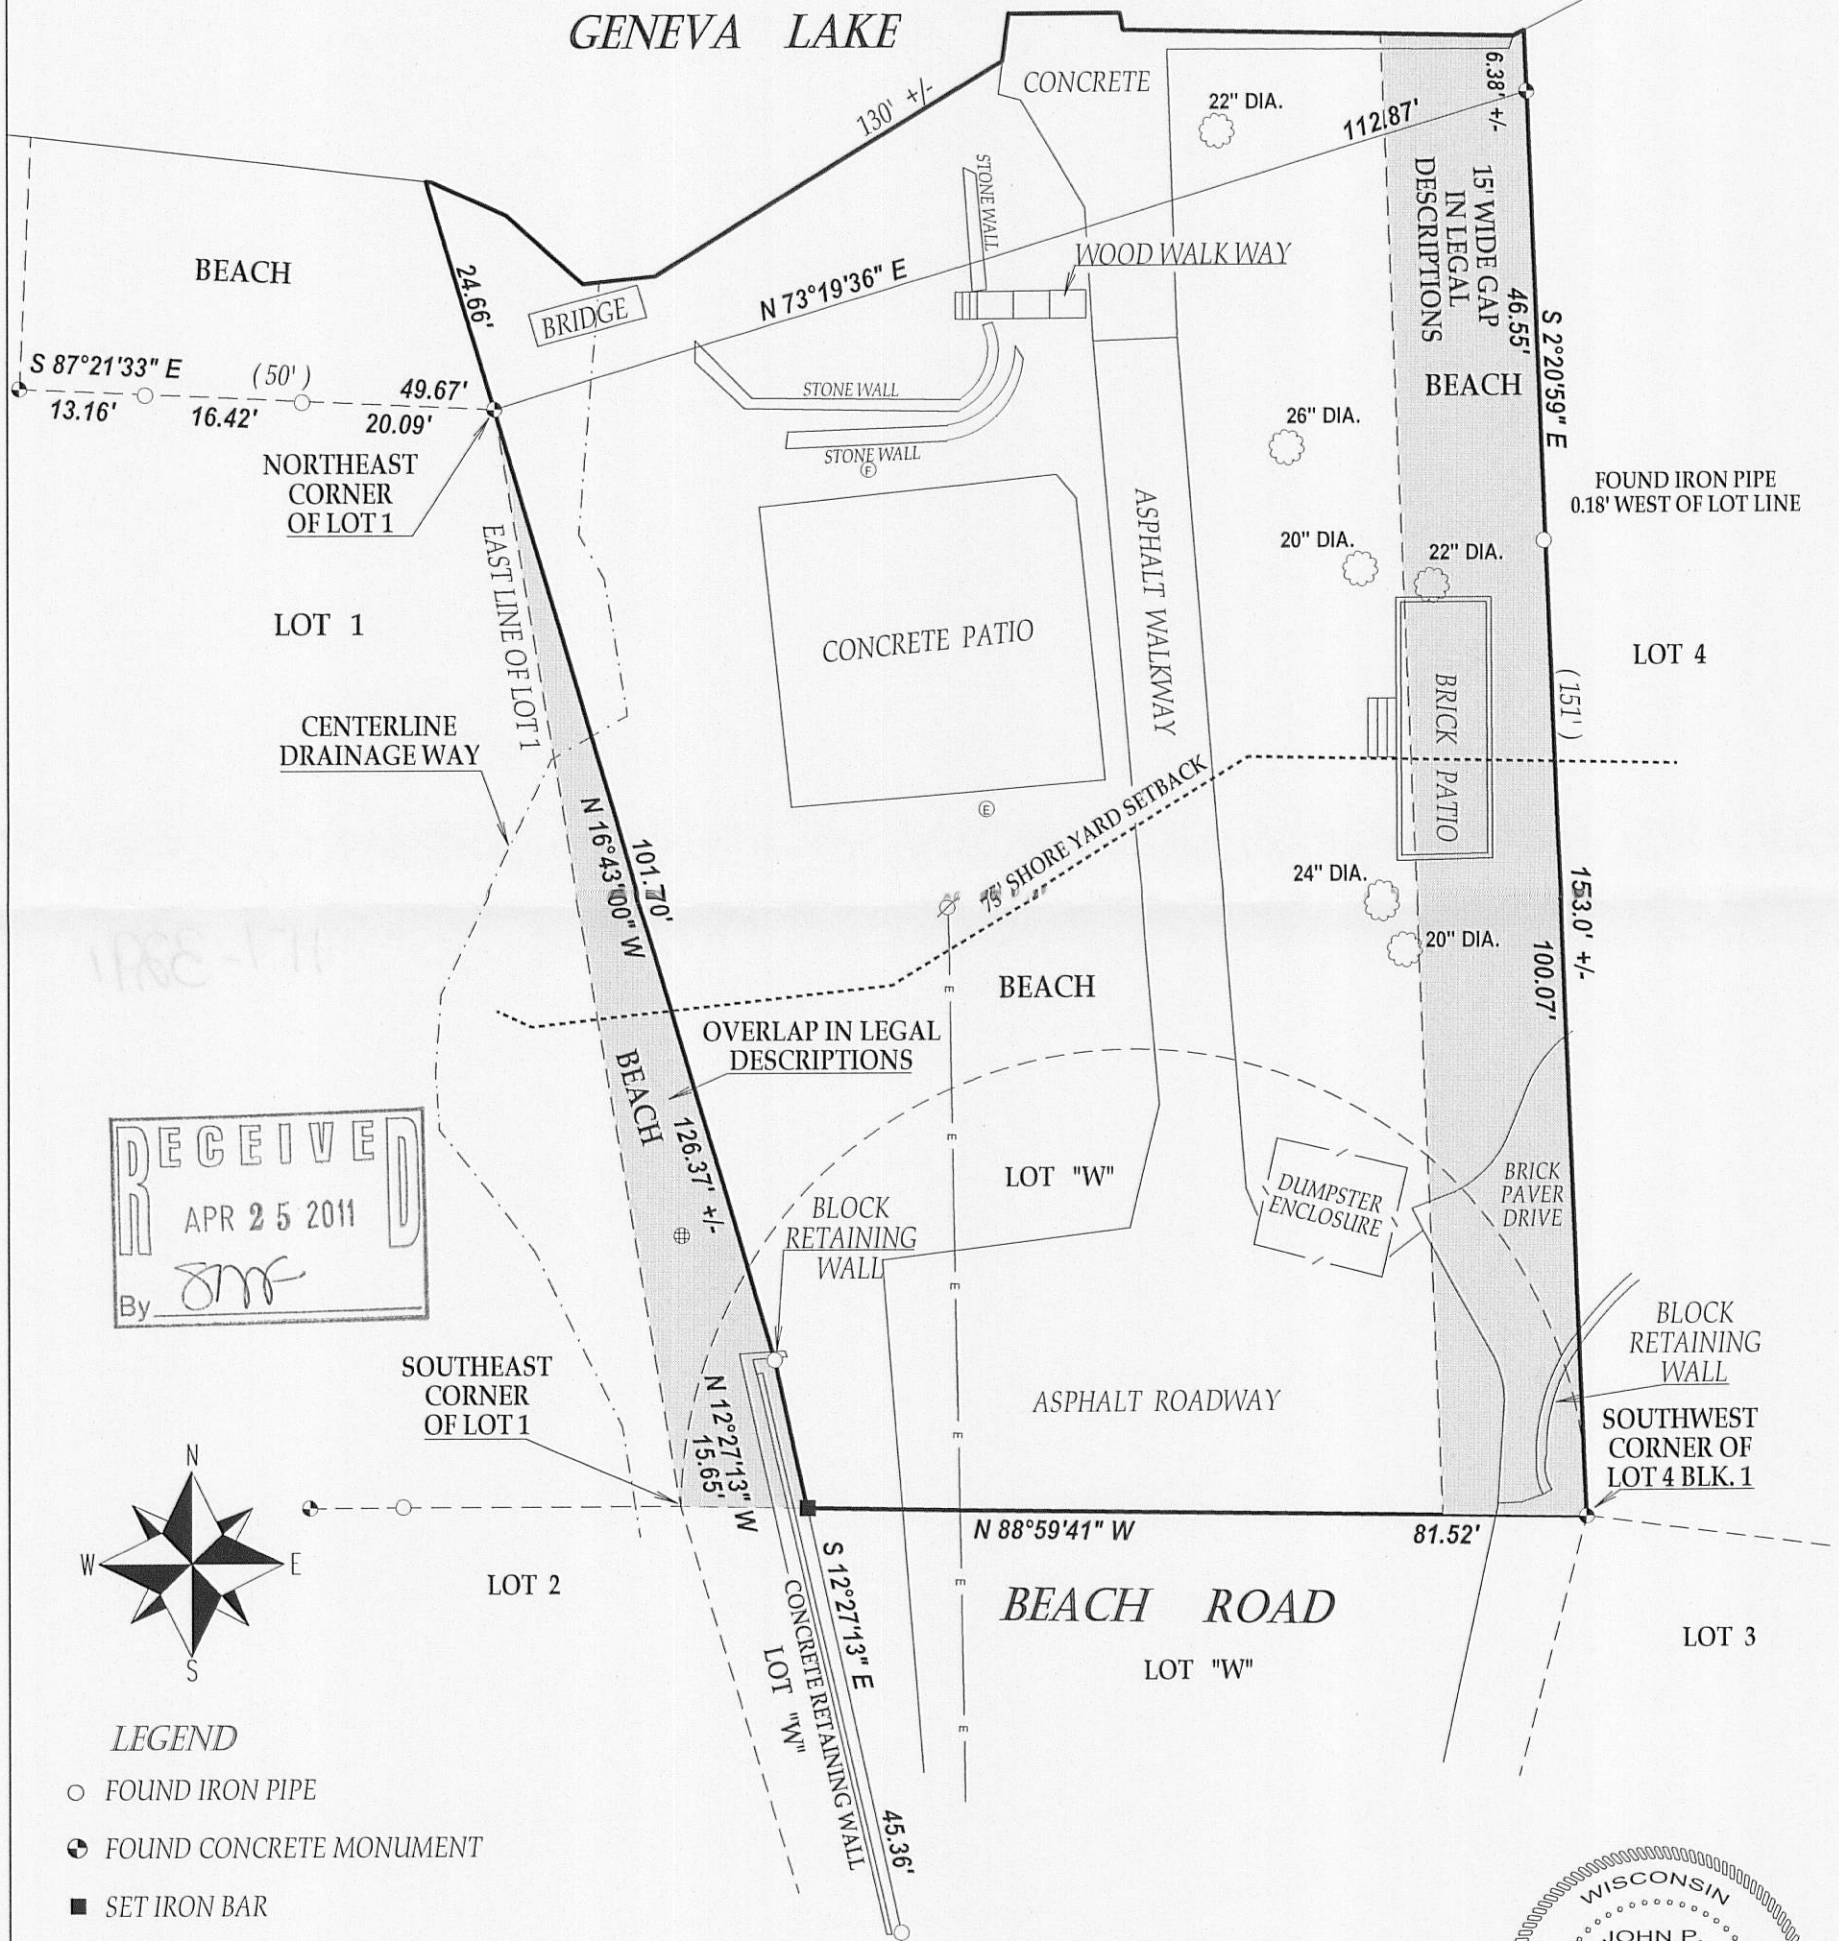 GENEVA LAKE
130' +/-
CONCRETE
22" DIA.
112.87'
6.38' +/-
15' WIDE GAP
IN LEGAL
DESCRIPTIONS
STONE WALL
WOOD WALK WAY
BEACH
24.66'
BRIDGE
N 73°19'36" E
46.55'
S 2°20'59" E
S 87°21'33" E
(50')
49.67'
13.16'
16.42'
20.09'
STONE WALL
BEACH
26" DIA.
STONE WALL
F
NORTHEAST
CORNER
OF LOT 1
FOUND IRON PIPE
0.18' WEST OF LOT LINE
EAST LINE OF LOT 1
ASPHALT WALKWAY
20" DIA.
22" DIA.
LOT 1
CONCRETE PATIO
LOT 4
BRICK PATIO
(151')
CENTERLINE
DRAINAGE WAY
75' SHORE YARD SETBACK
E
N 16°43'00" W
101.70'
24" DIA.
153.0' +/-
20" DIA.
100.07'
BEACH
E
OVERLAP IN LEGAL
DESCRIPTIONS
BEACH
126.37' +/-
E
RECEIVED
APR 25 2011
By
LOT "W"
DUMPSTER
ENCLOSURE
BRICK
PAVER
DRIVE
BLOCK
RETAINING
WALL
E
BLOCK
RETAINING
WALL
SOUTHEAST
CORNER
OF LOT 1
N 12°27'13" W
15.65'
ASPHALT ROADWAY
E
SOUTHWEST
CORNER OF
LOT 4 BLK. 1
N
W
E
S
N 88°59'41" W
81.52'
LOT 2
S 12°27'13" E
E
BEACH ROAD
LOT "W"
LOT 3
CONCRETE RETAINING WALL
LOT "W"
E
45.36'
LEGEND
FOUND IRON PIPE
FOUND CONCRETE MONUMENT
SET IRON BAR
WISCONSIN
JOHN P.